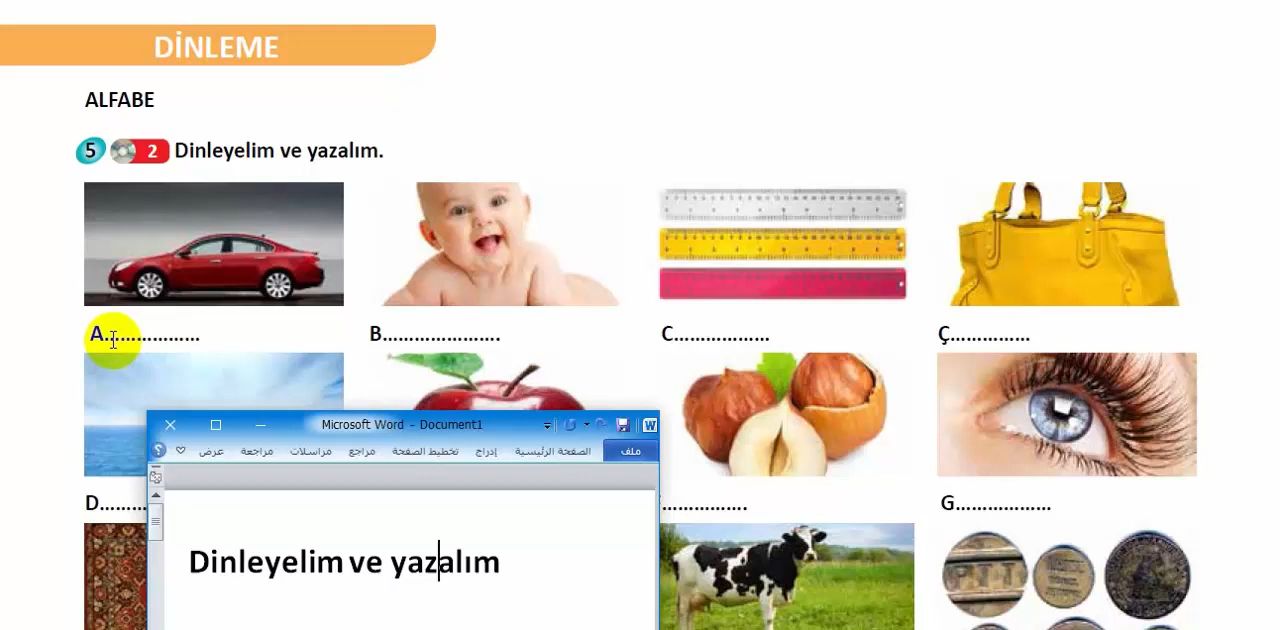 DİNLEME
ALFABE
5 2 Dinleyelim ve yazalım.
A..................
B......................
C..................
Ç...............
Microsoft Word - Document1
ملف الصفحة الرئيسية إدراج تخطيط الصفحة مراجع مراسلات مراجعة عرض
D..........
G..................
Dinleyelim ve yazalım